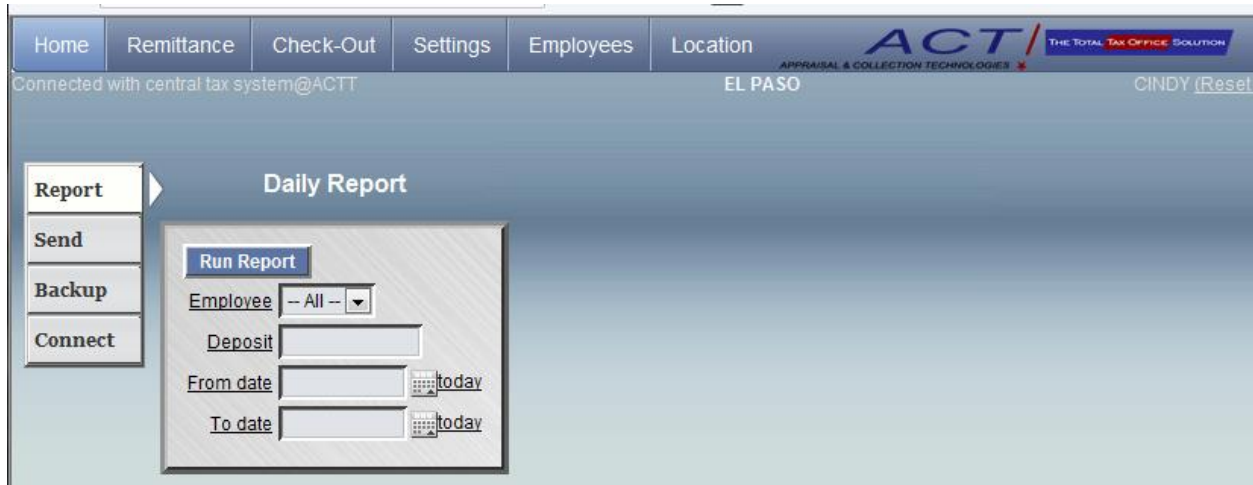 Home Remittance Check-Out Settings Employees Location ACT THE TOTAL TAX OFFICE SOLUTION
APPRAISAL & COLLECTION TECHNOLOGIES
Connected with central tax system@ACTT EL PASO CINDY (Reset
Report Daily Report
Send
Run Report
Backup
Employee -- All --
Connect
Deposit
From date today
To date today